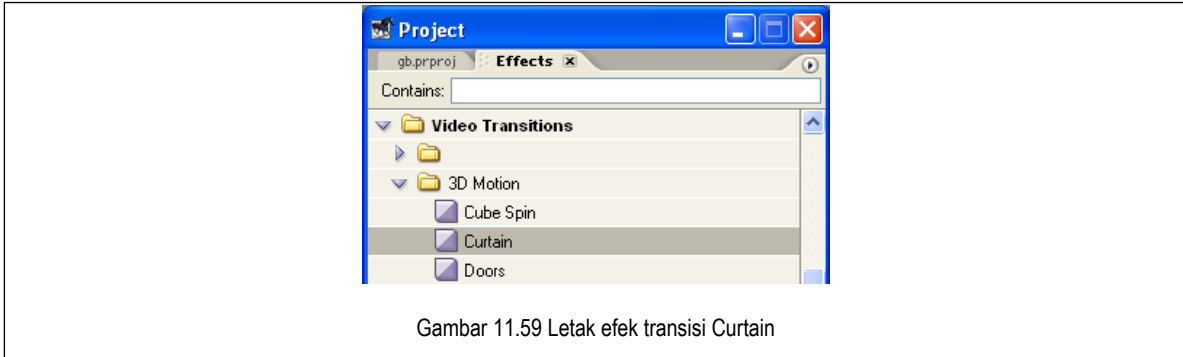 Project
gb.prproj Effects
Contains:
Video Transitions
3D Motion
Cube Spin
Curtain
Doors
Gambar 11.59 Letak efek transisi Curtain